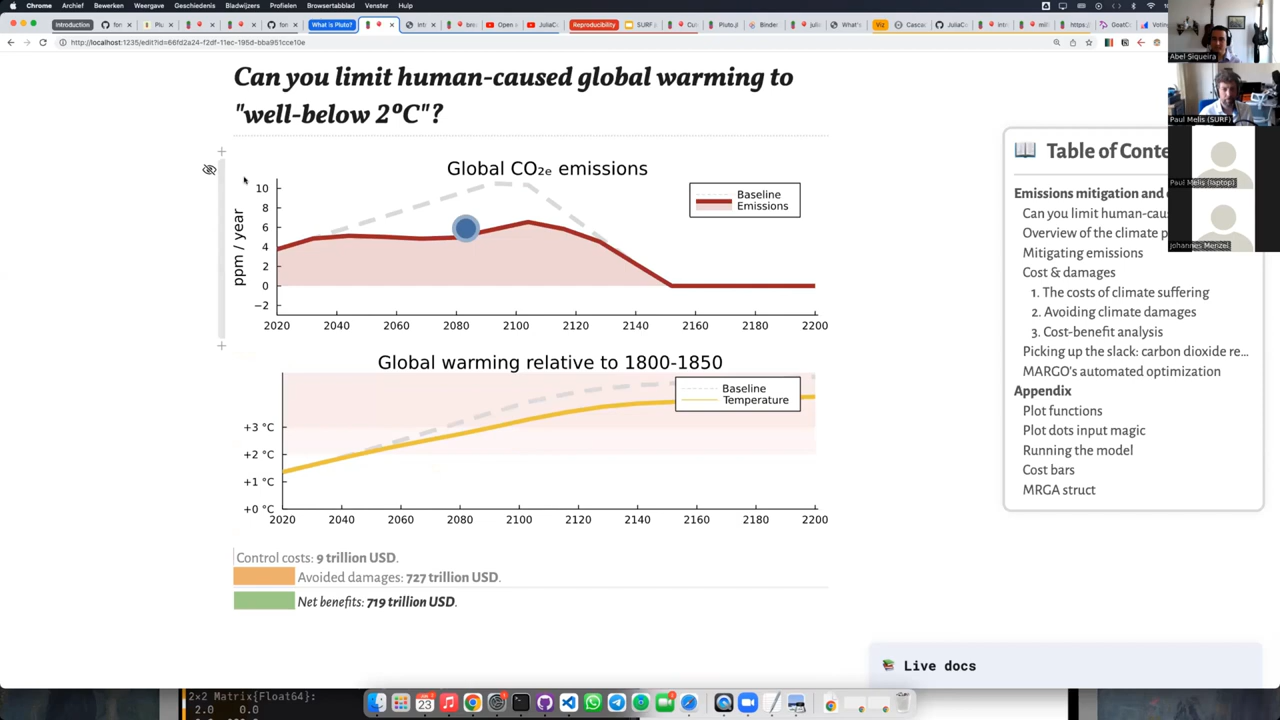 Chrome Archief Bewerken Weergave Geschiedenis Bladwijzers Profielen Browsertabblad Venster Help
Introduction
What is Pluto?
Reproducibility
Viz
http://localhost:1235/edit?id=66fd2a24-f2df-11ec-195d-bba951cce10e
Can you limit human-caused global warming to
"well-below 2ºC"?
Global CO₂ₑ emissions
Baseline
Emissions
ppm / year
10
8
6
4
2
0
−2
2020 2040 2060 2080 2100 2120 2140 2160 2180 2200
Global warming relative to 1800-1850
Baseline
Temperature
+3 °C
+2 °C
+1 °C
+0 °C
2020 2040 2060 2080 2100 2120 2140 2160 2180 2200
Control costs: 9 trillion USD.
Avoided damages: 727 trillion USD.
Net benefits: 719 trillion USD.
Table of Conte
Emissions mitigation and
Can you limit human-cau
Overview of the climate p
Mitigating emissions
Cost & damages
1. The costs of climate suffering
2. Avoiding climate damages
3. Cost-benefit analysis
Picking up the slack: carbon dioxide re...
MARGO's automated optimization
Appendix
Plot functions
Plot dots input magic
Running the model
Cost bars
MRGA struct
Live docs
Abel Siqueira
Paul Melis (SURF)
Paul Melis (laptop)
2×2 Matrix{Float64}:
2.0 0.0
23